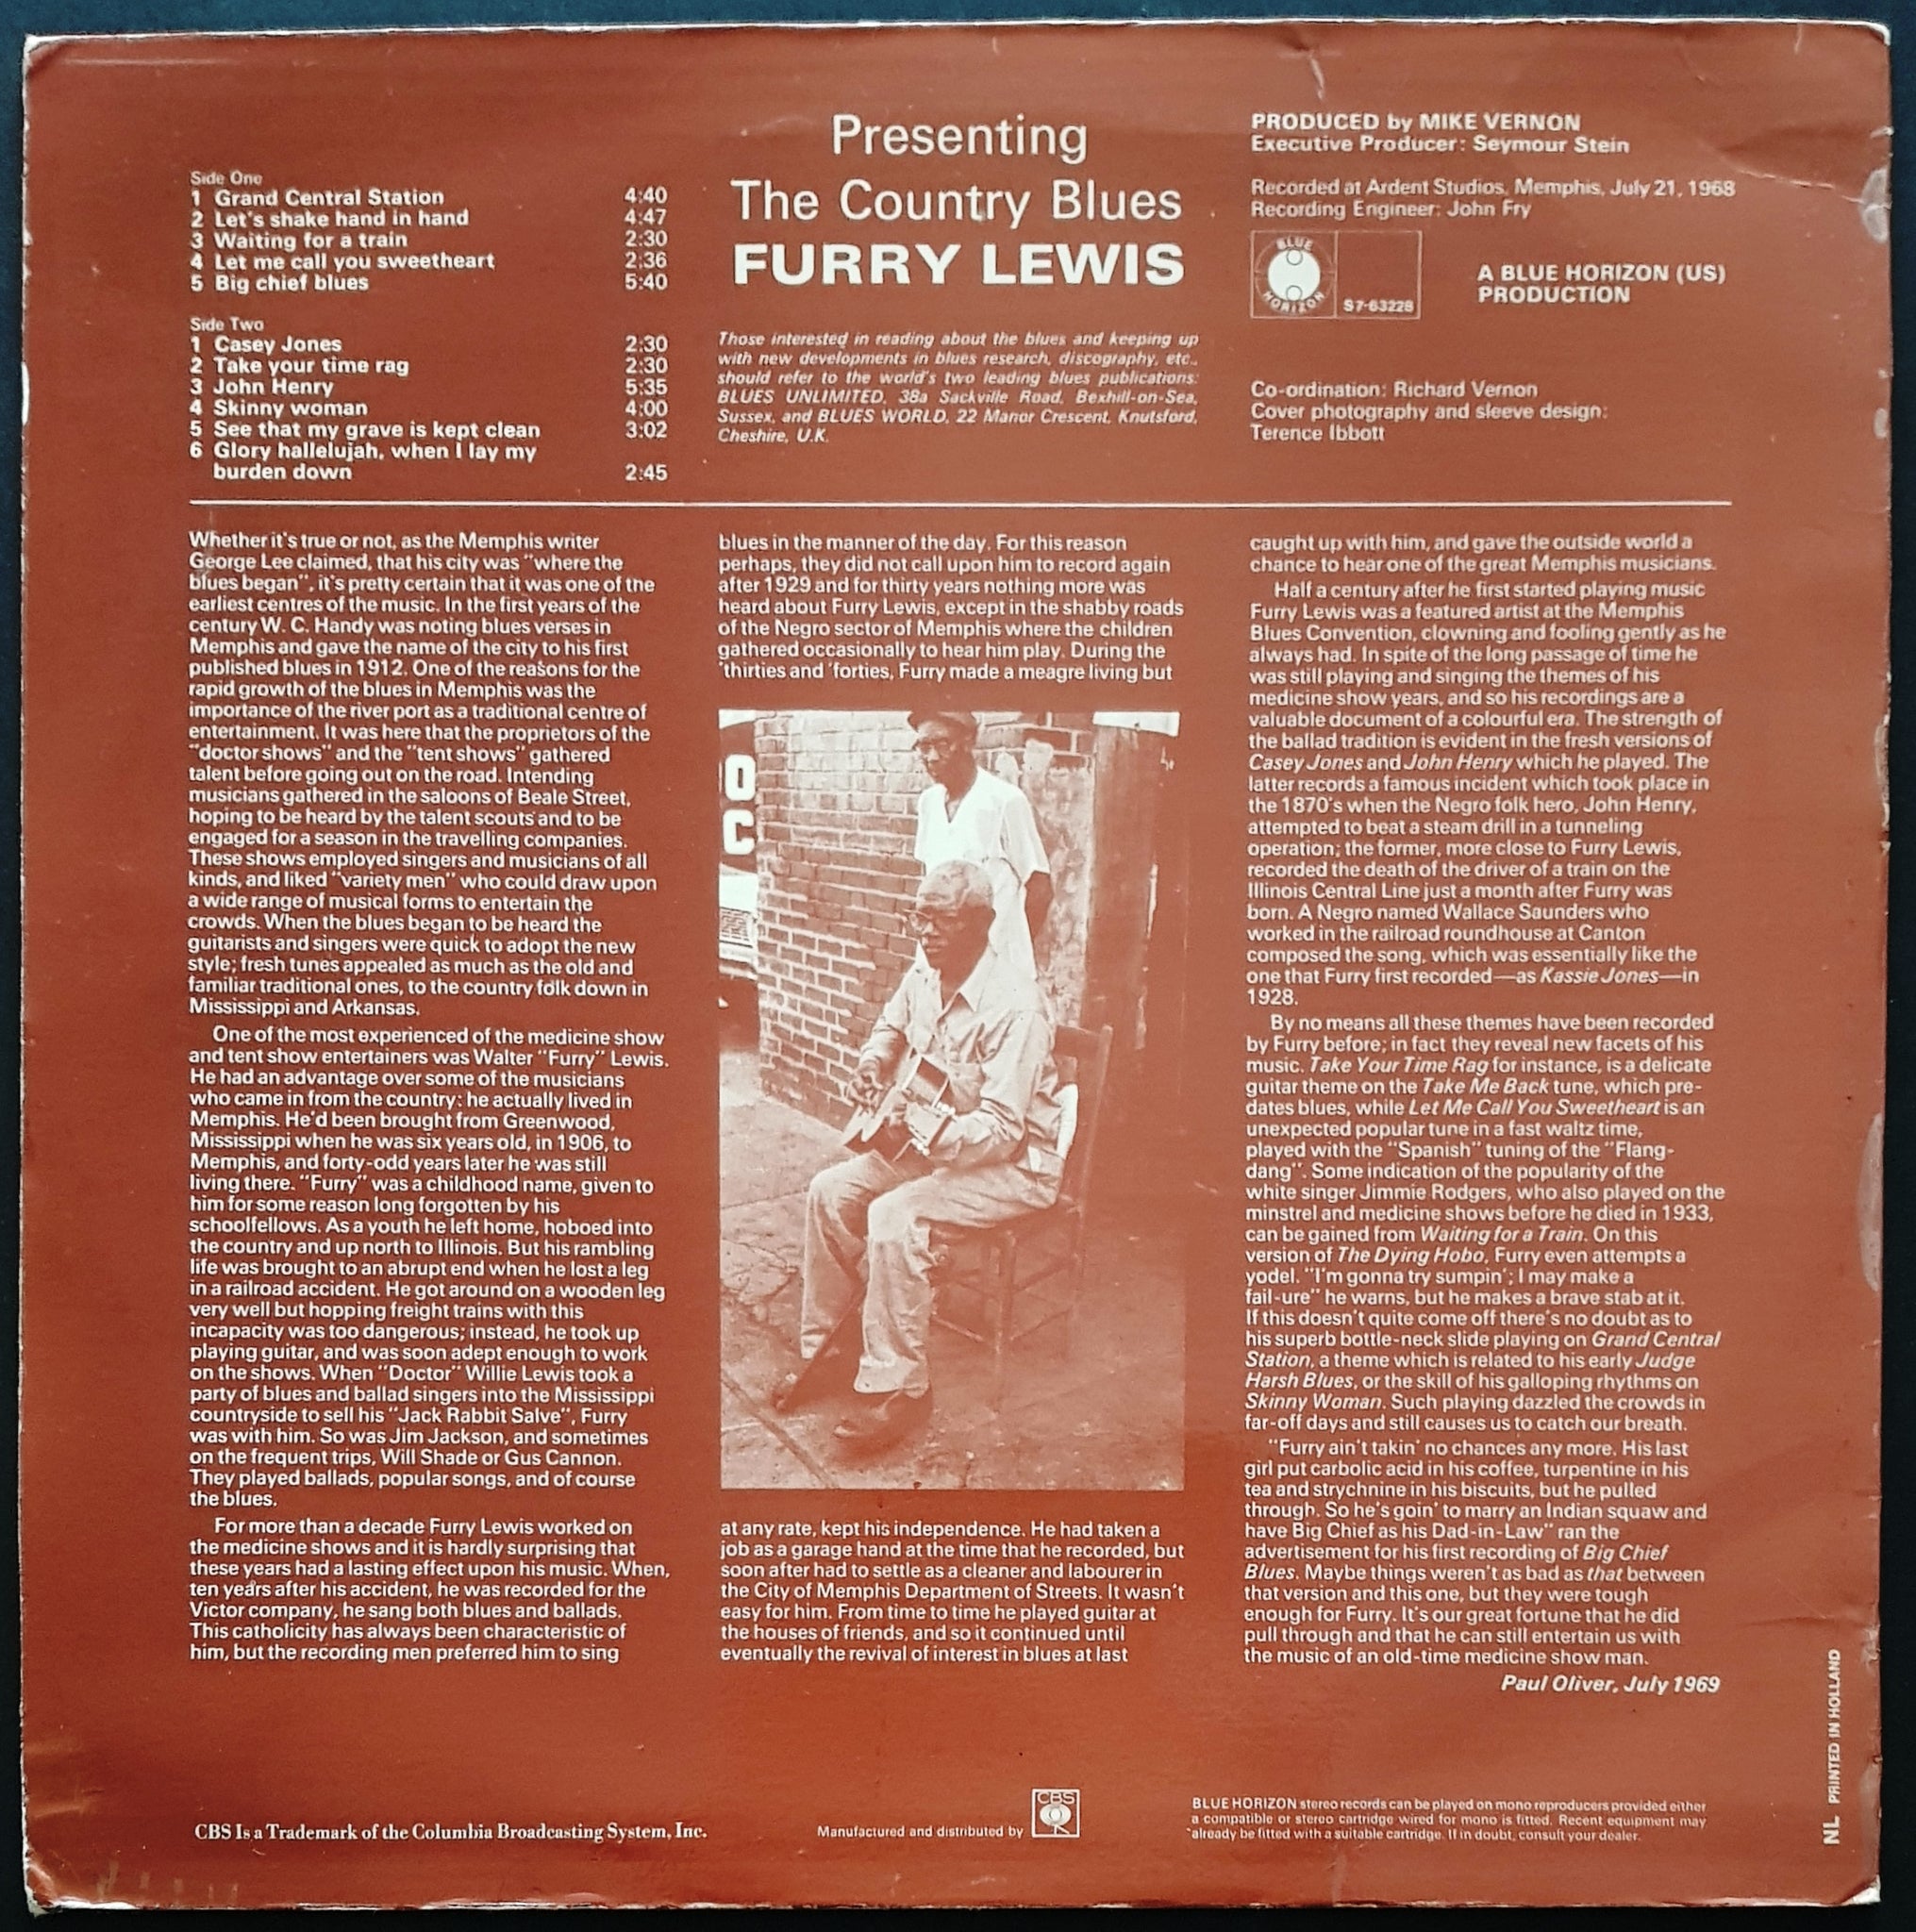 Side One
1 Grand Central Station 4:40
2 Let's shake hand in hand 4:47
3 Waiting for a train 2:30
4 Let me call you sweetheart 2:36
5 Big chief blues 5:40
Side Two
1 Casey Jones 2:30
2 Take your time rag 2:30
3 John Henry 5:35
4 Skinny woman 4:00
5 See that my grave is kept clean 3:02
6 Glory hallelujah, when I lay my
burden down 2:45
Presenting
The Country Blues
FURRY LEWIS
Those interested in reading about the blues and keeping up
with new developments in blues research, discography, etc.,
should refer to the world's two leading blues publications:
BLUES UNLIMITED, 38a Sackville Road, Bexhill-on-Sea,
Sussex, and BLUES WORLD, 22 Manor Crescent, Knutsford,
Cheshire, U.K.
PRODUCED by MIKE VERNON
Executive Producer: Seymour Stein
Recorded at Ardent Studios, Memphis, July 21, 1968
Recording Engineer: John Fry
BLUE
HORIZON
S7-63228
A BLUE HORIZON (US)
PRODUCTION
Co-ordination: Richard Vernon
Cover photography and sleeve design:
Terence Ibbott
Whether it's true or not, as the Memphis writer
George Lee claimed, that his city was "where the
blues began", it's pretty certain that it was one of the
earliest centres of the music. In the first years of the
century W. C. Handy was noting blues verses in
Memphis and gave the name of the city to his first
published blues in 1912. One of the reasons for the
rapid growth of the blues in Memphis was the
importance of the river port as a traditional centre of
entertainment. It was here that the proprietors of the
"doctor shows" and the "tent shows" gathered
talent before going out on the road. Intending
musicians gathered in the saloons of Beale Street,
hoping to be heard by the talent scouts and to be
engaged for a season in the travelling companies.
These shows employed singers and musicians of all
kinds, and liked "variety men" who could draw upon
a wide range of musical forms to entertain the
crowds. When the blues began to be heard the
guitarists and singers were quick to adopt the new
style; fresh tunes appealed as much as the old and
familiar traditional ones, to the country folk down in
Mississippi and Arkansas.
One of the most experienced of the medicine show
and tent show entertainers was Walter "Furry" Lewis.
He had an advantage over some of the musicians
who came in from the country: he actually lived in
Memphis. He'd been brought from Greenwood,
Mississippi when he was six years old, in 1906, to
Memphis, and forty-odd years later he was still
living there. "Furry" was a childhood name, given to
him for some reason long forgotten by his
schoolfellows. As a youth he left home, hoboed into
the country and up north to Illinois. But his rambling
life was brought to an abrupt end when he lost a leg
in a railroad accident. He got around on a wooden leg
very well but hopping freight trains with this
incapacity was too dangerous; instead, he took up
playing guitar, and was soon adept enough to work
on the shows. When "Doctor" Willie Lewis took a
party of blues and ballad singers into the Mississippi
countryside to sell his "Jack Rabbit Salve", Furry
was with him. So was Jim Jackson, and sometimes
on the frequent trips, Will Shade or Gus Cannon.
They played ballads, popular songs, and of course
the blues.
For more than a decade Furry Lewis worked on
the medicine shows and it is hardly surprising that
these years had a lasting effect upon his music. When,
ten years after his accident, he was recorded for the
Victor company, he sang both blues and ballads.
This catholicity has always been characteristic of
him, but the recording men preferred him to sing
blues in the manner of the day. For this reason
perhaps, they did not call upon him to record again
after 1929 and for thirty years nothing more was
heard about Furry Lewis, except in the shabby roads
of the Negro sector of Memphis where the children
gathered occasionally to hear him play. During the
'thirties and 'forties, Furry made a meagre living but
O
C
at any rate, kept his independence. He had taken a
job as a garage hand at the time that he recorded, but
soon after had to settle as a cleaner and labourer in
the City of Memphis Department of Streets. It wasn't
easy for him. From time to time he played guitar at
the houses of friends, and so it continued until
eventually the revival of interest in blues at last
caught up with him, and gave the outside world a
chance to hear one of the great Memphis musicians.
Half a century after he first started playing music
Furry Lewis was a featured artist at the Memphis
Blues Convention, clowning and fooling gently as he
always had. In spite of the long passage of time he
was still playing and singing the themes of his
medicine show years, and so his recordings are a
valuable document of a colourful era. The strength of
the ballad tradition is evident in the fresh versions of
Casey Jones and John Henry which he played. The
latter records a famous incident which took place in
the 1870's when the Negro folk hero, John Henry,
attempted to beat a steam drill in a tunneling
operation; the former, more close to Furry Lewis,
recorded the death of the driver of a train on the
Illinois Central Line just a month after Furry was
born. A Negro named Wallace Saunders who
worked in the railroad roundhouse at Canton
composed the song, which was essentially like the
one that Furry first recorded—as Kassie Jones—in
1928.
By no means all these themes have been recorded
by Furry before; in fact they reveal new facets of his
music. Take Your Time Rag for instance, is a delicate
guitar theme on the Take Me Back tune, which pre-
dates blues, while Let Me Call You Sweetheart is an
unexpected popular tune in a fast waltz time,
played with the "Spanish" tuning of the "Flang-
dang". Some indication of the popularity of the
white singer Jimmie Rodgers, who also played on the
minstrel and medicine shows before he died in 1933,
can be gained from Waiting for a Train. On this
version of The Dying Hobo, Furry even attempts a
yodel. "I'm gonna try sumpin'; I may make a
fail-ure" he warns, but he makes a brave stab at it.
If this doesn't quite come off there's no doubt as to
his superb bottle-neck slide playing on Grand Central
Station, a theme which is related to his early Judge
Harsh Blues, or the skill of his galloping rhythms on
Skinny Woman. Such playing dazzled the crowds in
far-off days and still causes us to catch our breath.
"Furry ain't takin' no chances any more. His last
girl put carbolic acid in his coffee, turpentine in his
tea and strychnine in his biscuits, but he pulled
through. So he's goin' to marry an Indian squaw and
have Big Chief as his Dad-in-Law" ran the
advertisement for his first recording of Big Chief
Blues. Maybe things weren't as bad as that between
that version and this one, but they were tough
enough for Furry. It's our great fortune that he did
pull through and that he can still entertain us with
the music of an old-time medicine show man.
Paul Oliver, July 1969
CBS Is a Trademark of the Columbia Broadcasting System, Inc.
Manufactured and distributed by CBS
BLUE HORIZON stereo records can be played on mono reproducers provided either
a compatible or stereo cartridge wired for mono is fitted. Recent equipment may
already be fitted with a suitable cartridge. If in doubt, consult your dealer.
NL PRINTED IN HOLLAND